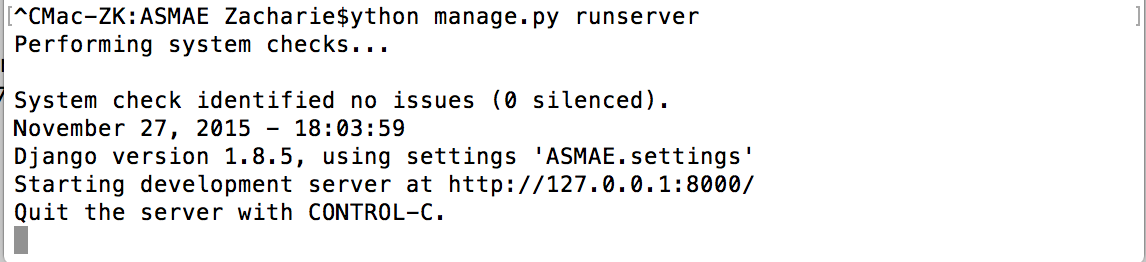 [^CMac-ZK:ASMAE Zacharie$ython manage.py runserver ]
Performing system checks...
System check identified no issues (0 silenced).
November 27, 2015 - 18:03:59
Django version 1.8.5, using settings 'ASMAE.settings'
Starting development server at http://127.0.0.1:8000/
Quit the server with CONTROL-C.